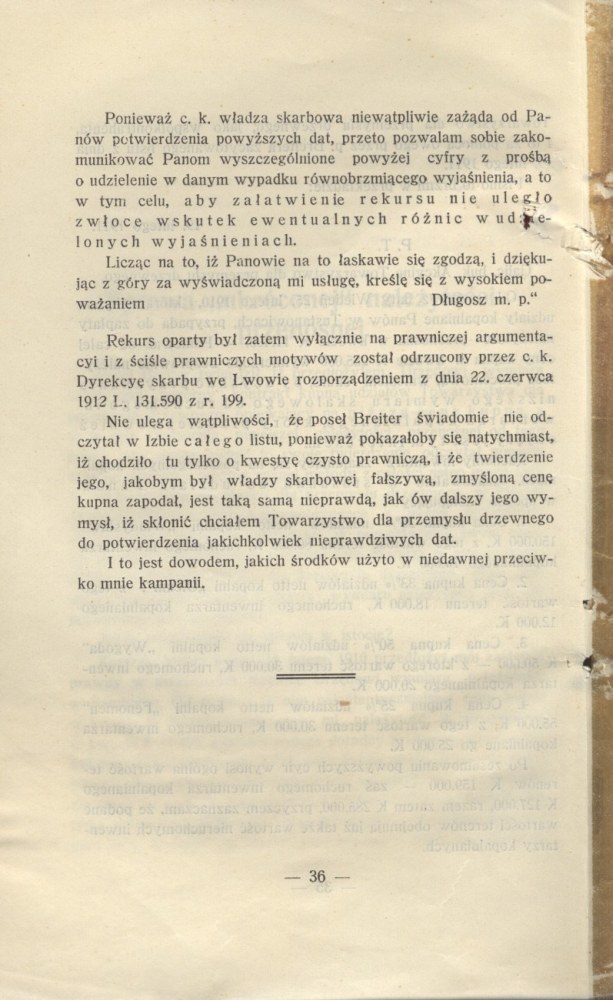 Ponieważ c. k. władza skarbowa niewątpliwie zażąda od Pa-
nów potwierdzenia powyższych dat, przeto pozwalam sobie zako-
munikować Panom wyszczególnione powyżej cyfry z prośbą
o udzielenie w danym wypadku równobrzmiącego wyjaśnienia, a to
w tym celu, aby załatwienie rekursu nie uległo
zwłoce wskutek ewentualnych różnic w udzie-
lonych wyjaśnieniach.
Licząc na to, iż Panowie na to łaskawie się zgodzą, i dzięku-
jąc z góry za wyświadczoną mi usługę, kreślę się z wysokiem po-
ważaniem Długosz m. p."
Rekurs oparty był zatem wyłącznie na prawniczej argumenta-
cyi i z ściśle prawniczych motywów został odrzucony przez c. k.
Dyrekcyę skarbu we Lwowie rozporządzeniem z dnia 22. czerwca
1912 L. 131.590 z r. 199.
Nie ulega wątpliwości, że poseł Breiter świadomie nie od-
czytał w Izbie całego listu, ponieważ pokazałoby się natychmiast,
iż chodziło tu tylko o kwestyę czysto prawniczą, i że twierdzenie
jego, jakobym był władzy skarbowej fałszywą, zmyśloną cenę
kupna zapodał, jest taką samą nieprawdą, jak ów dalszy jego wy-
mysł, iż skłonić chciałem Towarzystwo dla przemysłu drzewnego
do potwierdzenia jakichkolwiek nieprawdziwych dat.
I to jest dowodem, jakich środków użyto w niedawnej przeciw-
ko mnie kampanii.
— 36 —